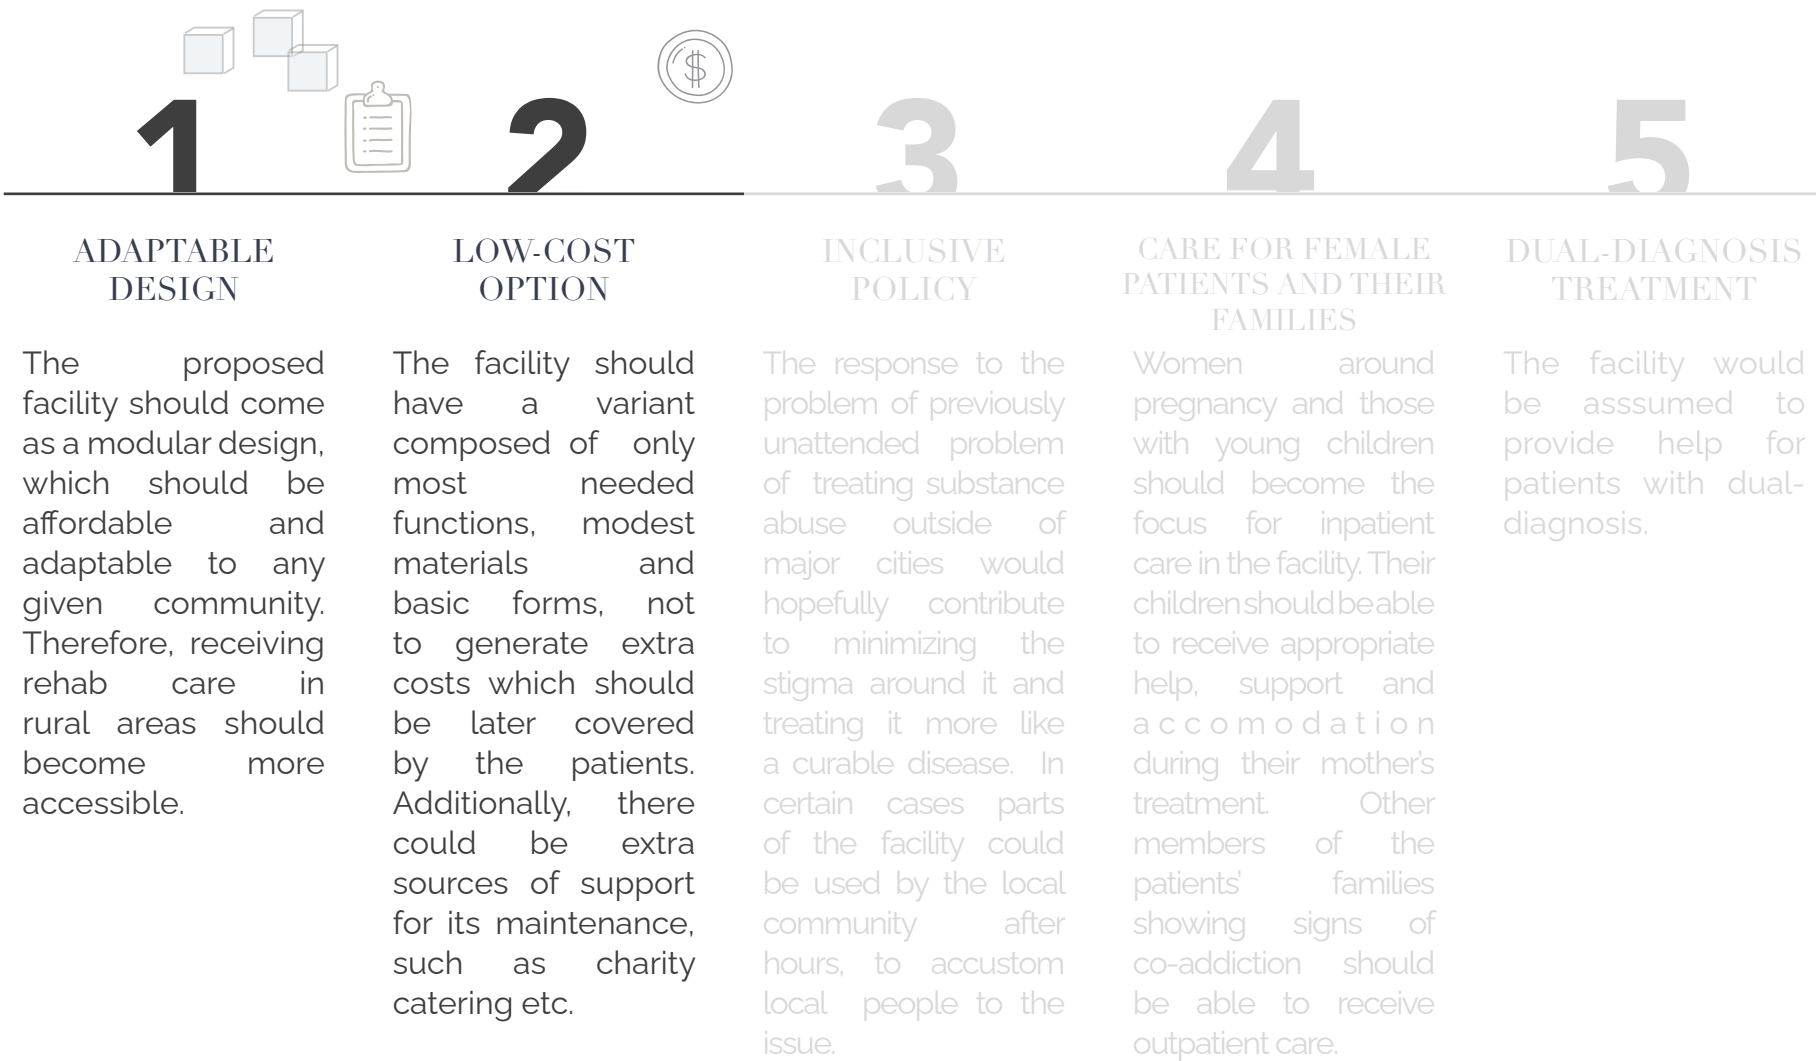 1
ADAPTABLE
DESIGN
The proposed
facility should come
as a modular design,
which should be
affordable and
adaptable to any
given community.
Therefore, receiving
rehab care in
rural areas should
become more
accessible.
2
$
LOW-COST
OPTION
The facility should
have a variant
composed of only
most needed
functions, modest
materials and
basic forms, not
to generate extra
costs which should
be later covered
by the patients.
Additionally, there
could be extra
sources of support
for its maintenance,
such as charity
catering etc.
3
INCLUSIVE
POLICY
The response to the
problem of previously
unattended problem
of treating substance
abuse outside of
major cities would
hopefully contribute
to minimizing the
stigma around it and
treating it more like
a curable disease. In
certain cases parts
of the facility could
be used by the local
community after
hours, to accustom
local people to the
issue.
4
CARE FOR FEMALE
PATIENTS AND THEIR
FAMILIES
Women around
pregnancy and those
with young children
should become the
focus for inpatient
care in the facility. Their
children should be able
to receive appropriate
help, support and
accomodation
during their mother's
treatment. Other
members of the
patients' families
showing signs of
co-addiction should
be able to receive
outpatient care.
5
DUAL-DIAGNOSIS
TREATMENT
The facility would
be asssumed to
provide help for
patients with dual-
diagnosis.